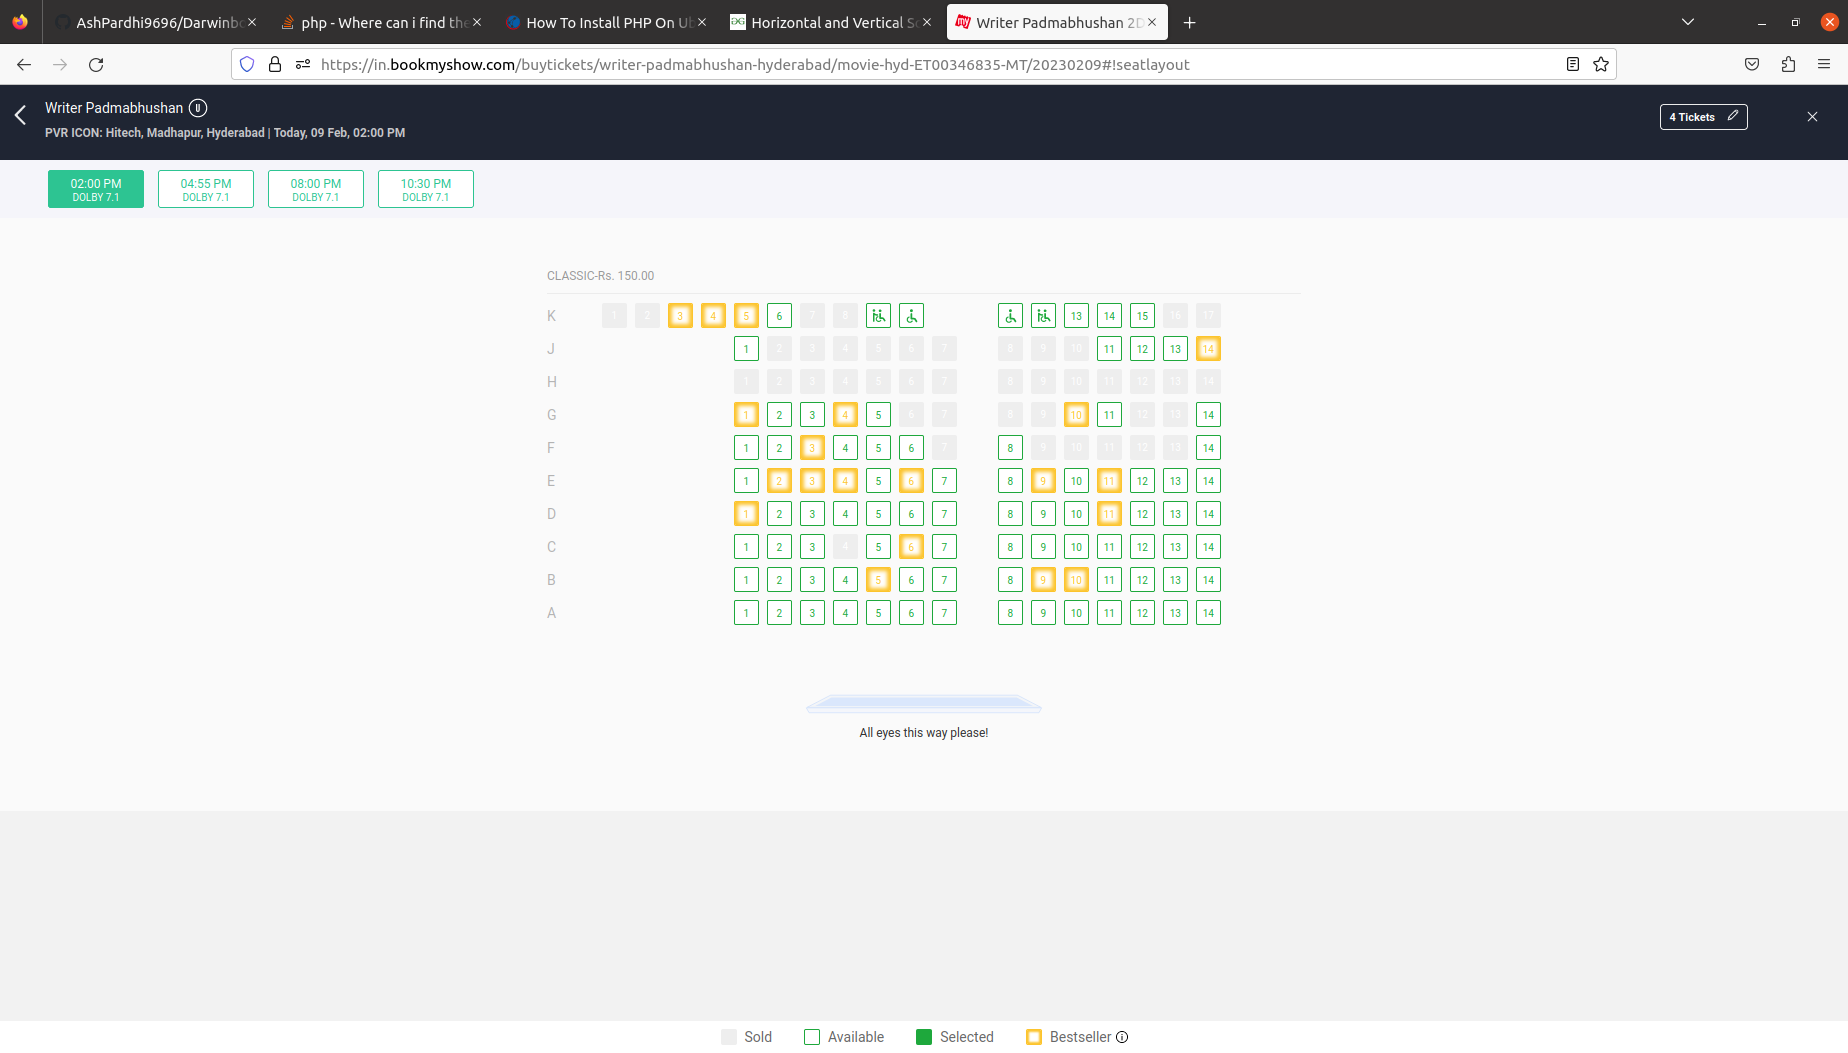 AshPardhi9696/Darwinbo
php - Where can i find the
How To Install PHP On Ub
Horizontal and Vertical Sc
Writer Padmabhushan 2D
https://in.bookmyshow.com/buytickets/writer-padmabhushan-hyderabad/movie-hyd-ET00346835-MT/20230209#!seatlayout
Writer Padmabhushan U
PVR ICON: Hitech, Madhapur, Hyderabad | Today, 09 Feb, 02:00 PM
4 Tickets
02:00 PM 04:55 PM 08:00 PM 10:30 PM
DOLBY 7.1 DOLBY 7.1 DOLBY 7.1 DOLBY 7.1
CLASSIC-Rs. 150.00
K 1 2 3 4 5 6 7 8 13 14 15 16 17
J 1 2 3 4 5 6 7 8 9 10 11 12 13 14
H 1 2 3 4 5 6 7 8 9 10 11 12 13 14
G 1 2 3 4 5 6 7 8 9 10 11 12 13 14
F 1 2 3 4 5 6 7 8 9 10 11 12 13 14
E 1 2 3 4 5 6 7 8 9 10 11 12 13 14
D 1 2 3 4 5 6 7 8 9 10 11 12 13 14
C 1 2 3 4 5 6 7 8 9 10 11 12 13 14
B 1 2 3 4 5 6 7 8 9 10 11 12 13 14
A 1 2 3 4 5 6 7 8 9 10 11 12 13 14
All eyes this way please!
Sold Available Selected Bestseller